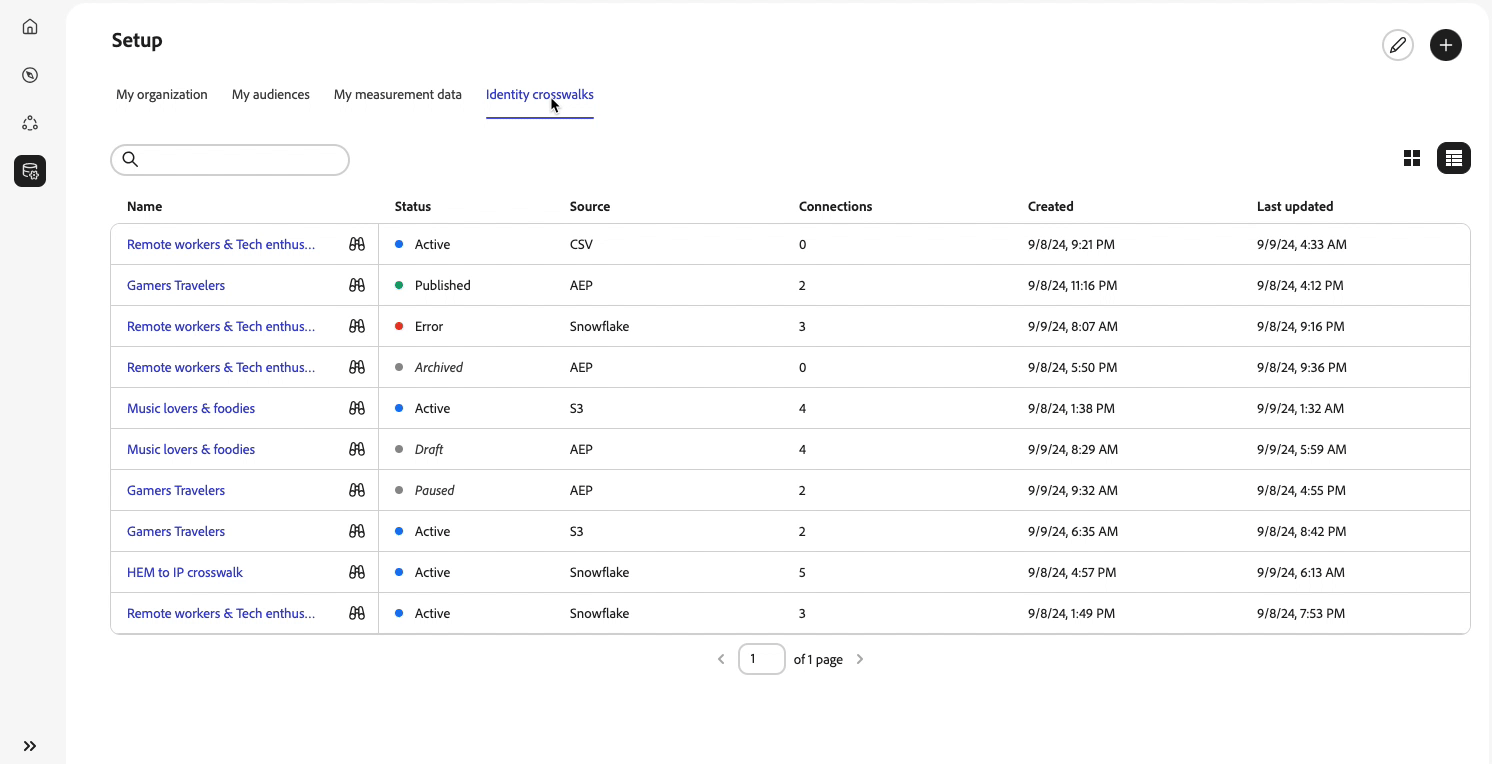 Setup
My organization My audiences My measurement data Identity crosswalks
Name Status Source Connections Created Last updated
Remote workers & Tech enthus... Active CSV 0 9/8/24, 9:21 PM 9/9/24, 4:33 AM
Gamers Travelers Published AEP 2 9/8/24, 11:16 PM 9/8/24, 4:12 PM
Remote workers & Tech enthus... Error Snowflake 3 9/9/24, 8:07 AM 9/8/24, 9:16 PM
Remote workers & Tech enthus... Archived AEP 0 9/8/24, 5:50 PM 9/8/24, 9:36 PM
Music lovers & foodies Active S3 4 9/8/24, 1:38 PM 9/9/24, 1:32 AM
Music lovers & foodies Draft AEP 4 9/9/24, 8:29 AM 9/9/24, 5:59 AM
Gamers Travelers Paused AEP 2 9/9/24, 9:32 AM 9/8/24, 4:55 PM
Gamers Travelers Active S3 2 9/9/24, 6:35 AM 9/8/24, 8:42 PM
HEM to IP crosswalk Active Snowflake 5 9/8/24, 4:57 PM 9/9/24, 6:13 AM
Remote workers & Tech enthus... Active Snowflake 3 9/8/24, 1:49 PM 9/8/24, 7:53 PM
1 of 1 page